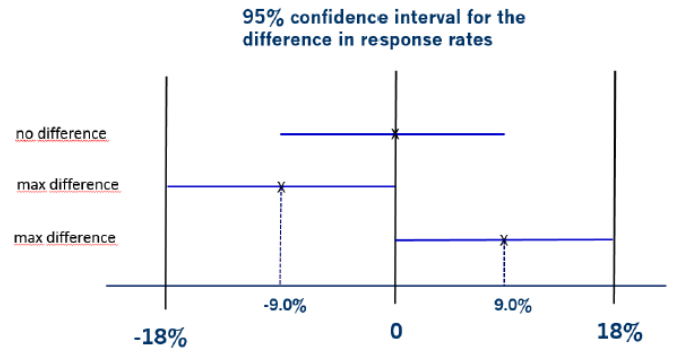 95% confidence interval for the
difference in response rates
no difference
max difference
max difference
-9.0%
9.0%
-18%
0
18%